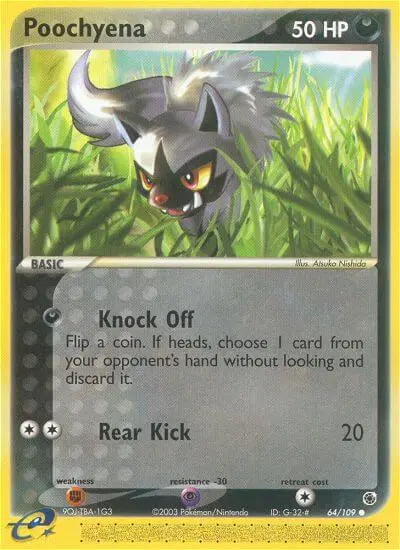 Poochyena 50 HP
BASIC
Illus. Atsuko Nishida
Knock Off
Flip a coin. If heads, choose 1 card from
your opponent's hand without looking and
discard it.
Rear Kick 20
weakness resistance -30 retreat cost
9OJ-TBA-1G3 ©2003 Pokémon/Nintendo ID: G-32-# 64/109
e